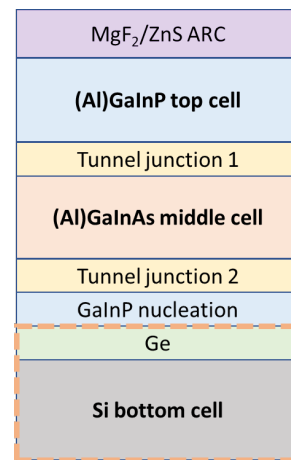 MgF₂/ZnS ARC
(Al)GaInP top cell
Tunnel junction 1
(Al)GaInAs middle cell
Tunnel junction 2
GaInP nucleation
Ge
Si bottom cell